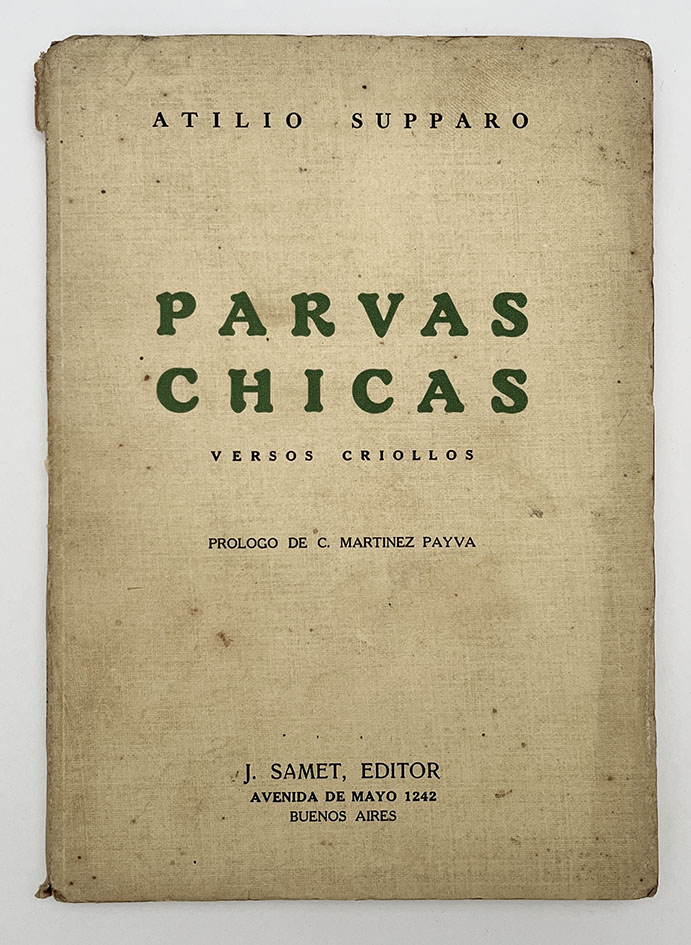 ATILIO SUPPARO
PARVAS
CHICAS
VERSOS CRIOLLOS
PROLOGO DE C. MARTINEZ PAYVA
J. SAMET, EDITOR
AVENIDA DE MAYO 1242
BUENOS AIRES